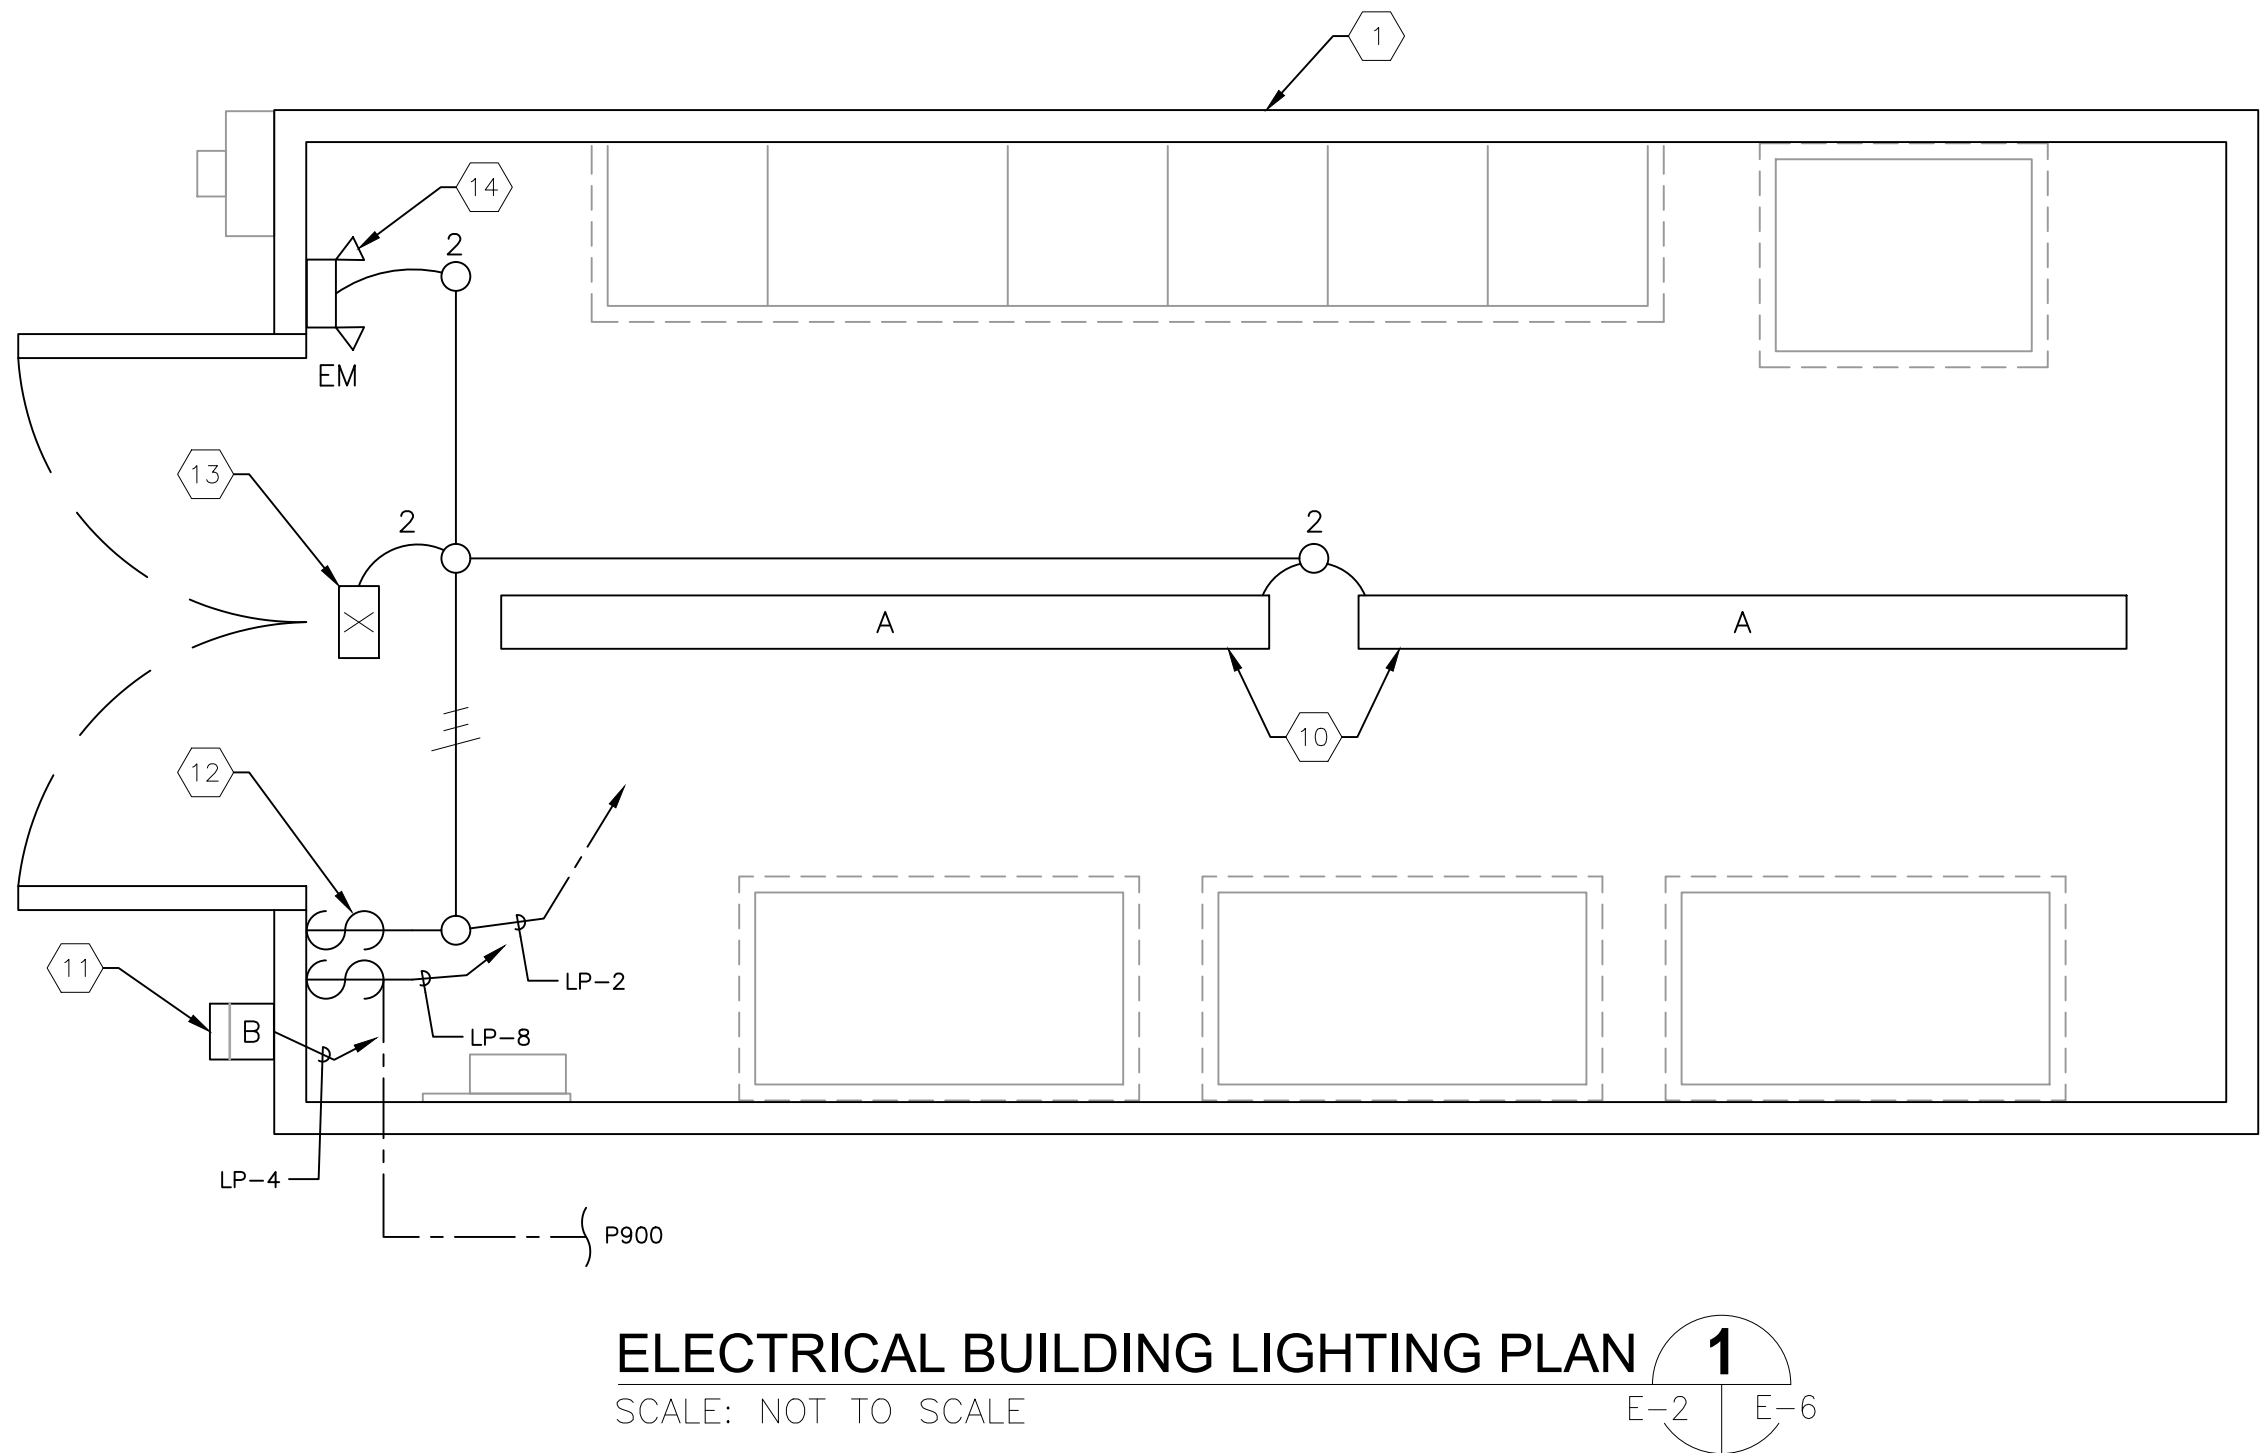 1
14
2
EM
13
2
2
A
A
10
12
11
LP-2
B
LP-8
LP-4
P900
ELECTRICAL BUILDING LIGHTING PLAN
1
SCALE: NOT TO SCALE
E-2
E-6